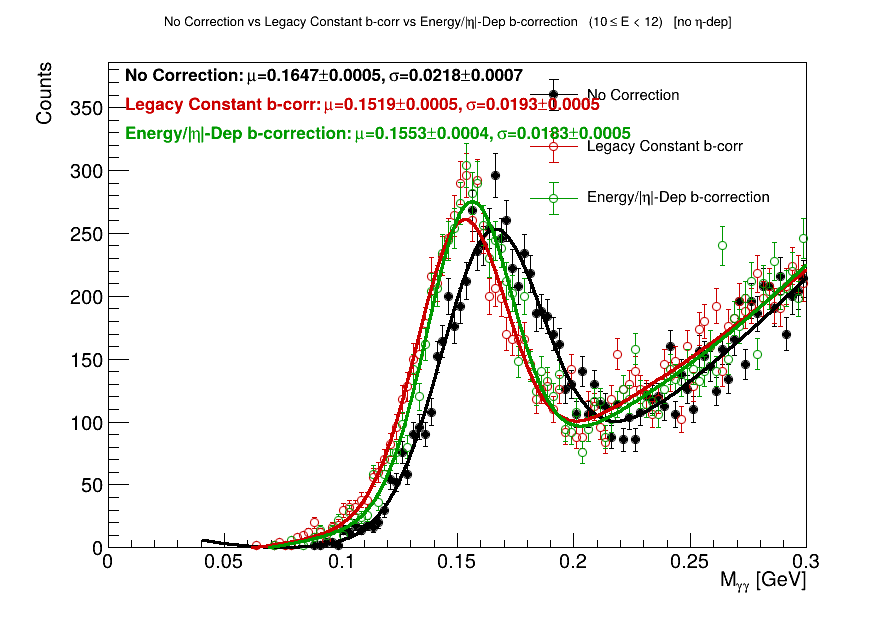 No Correction vs Legacy Constant b-corr vs Energy/|η|-Dep b-correction (10 ≤ E < 12) [no η-dep]
Counts
No Correction: μ=0.1647±0.0005, σ=0.0218±0.0007
Legacy Constant b-corr: μ=0.1519±0.0005, σ=0.0193±0.0005
Energy/|η|-Dep b-correction: μ=0.1553±0.0004, σ=0.0183±0.0005
No Correction
Legacy Constant b-corr
Energy/|η|-Dep b-correction
350
300
250
200
150
100
50
0
0 0.05 0.1 0.15 0.2 0.25 0.3
Mγγ [GeV]